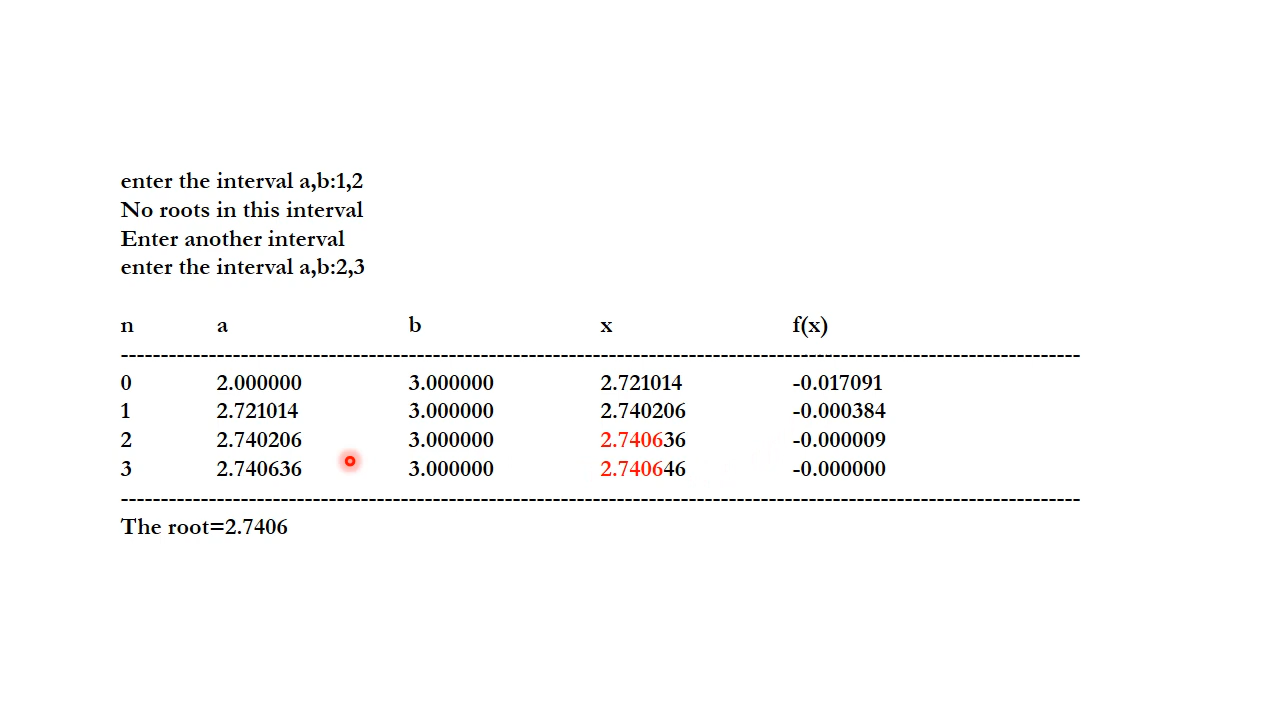 enter the interval a,b:1,2
No roots in this interval
Enter another interval
enter the interval a,b:2,3
n a b x f(x)
------------------------------------------------------------------------------------------------------------------------
0 2.000000 3.000000 2.721014 -0.017091
1 2.721014 3.000000 2.740206 -0.000384
2 2.740206 3.000000 2.740636 -0.000009
3 2.740636 3.000000 2.740646 -0.000000
------------------------------------------------------------------------------------------------------------------------
The root=2.7406